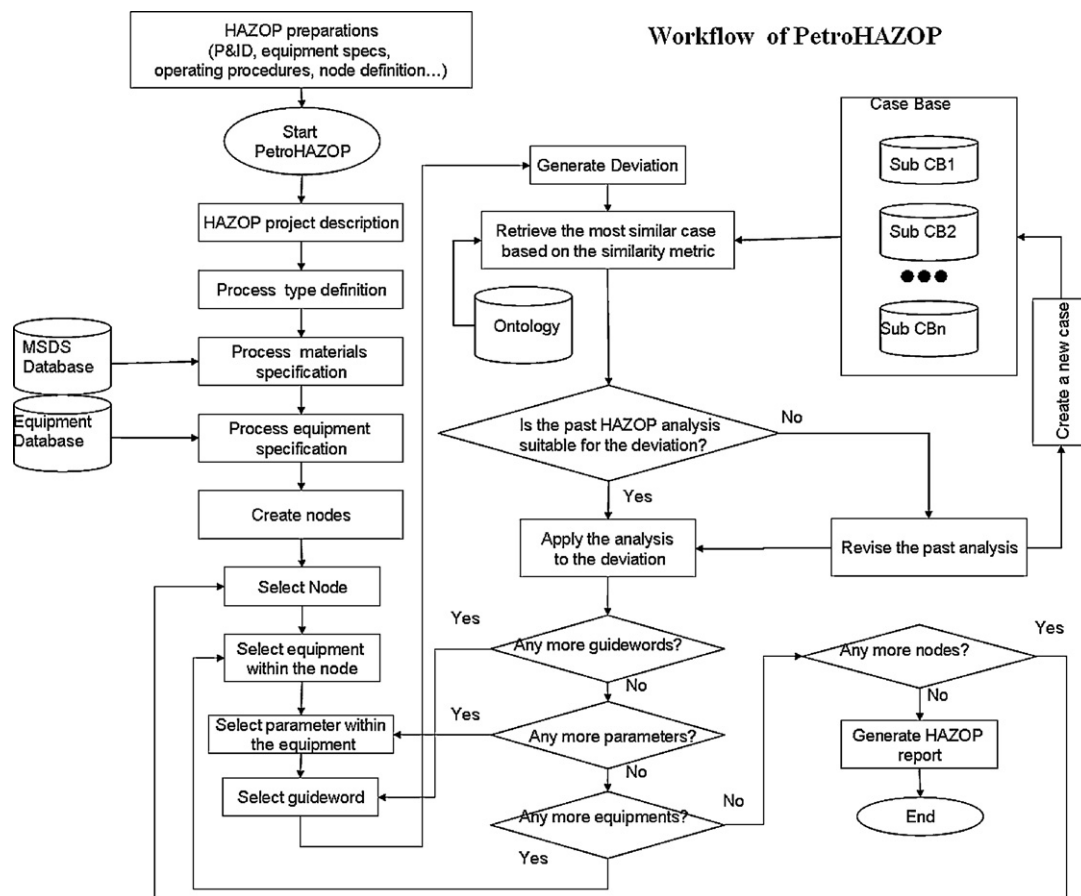 HAZOP preparations
(P&ID, equipment specs,
operating procedures, node definition...)
Workflow of PetroHAZOP
Start
PetroHAZOP
HAZOP project description
Process type definition
MSDS
Database
Process materials
specification
Equipment
Database
Process equipment
specification
Create nodes
Select Node
Select equipment
within the node
Select parameter within
the equipment
Select guideword
Generate Deviation
Retrieve the most similar case
based on the similarity metric
Ontology
Case Base
Sub CB1
Sub CB2
Sub CBn
Create a new case
Is the past HAZOP analysis
suitable for the deviation?
No
Yes
Apply the analysis
to the deviation
Revise the past analysis
Yes
Any more guidewords?
No
Yes
Any more parameters?
No
Any more equipments?
No
Yes
Any more nodes?
Yes
No
Generate HAZOP
report
End